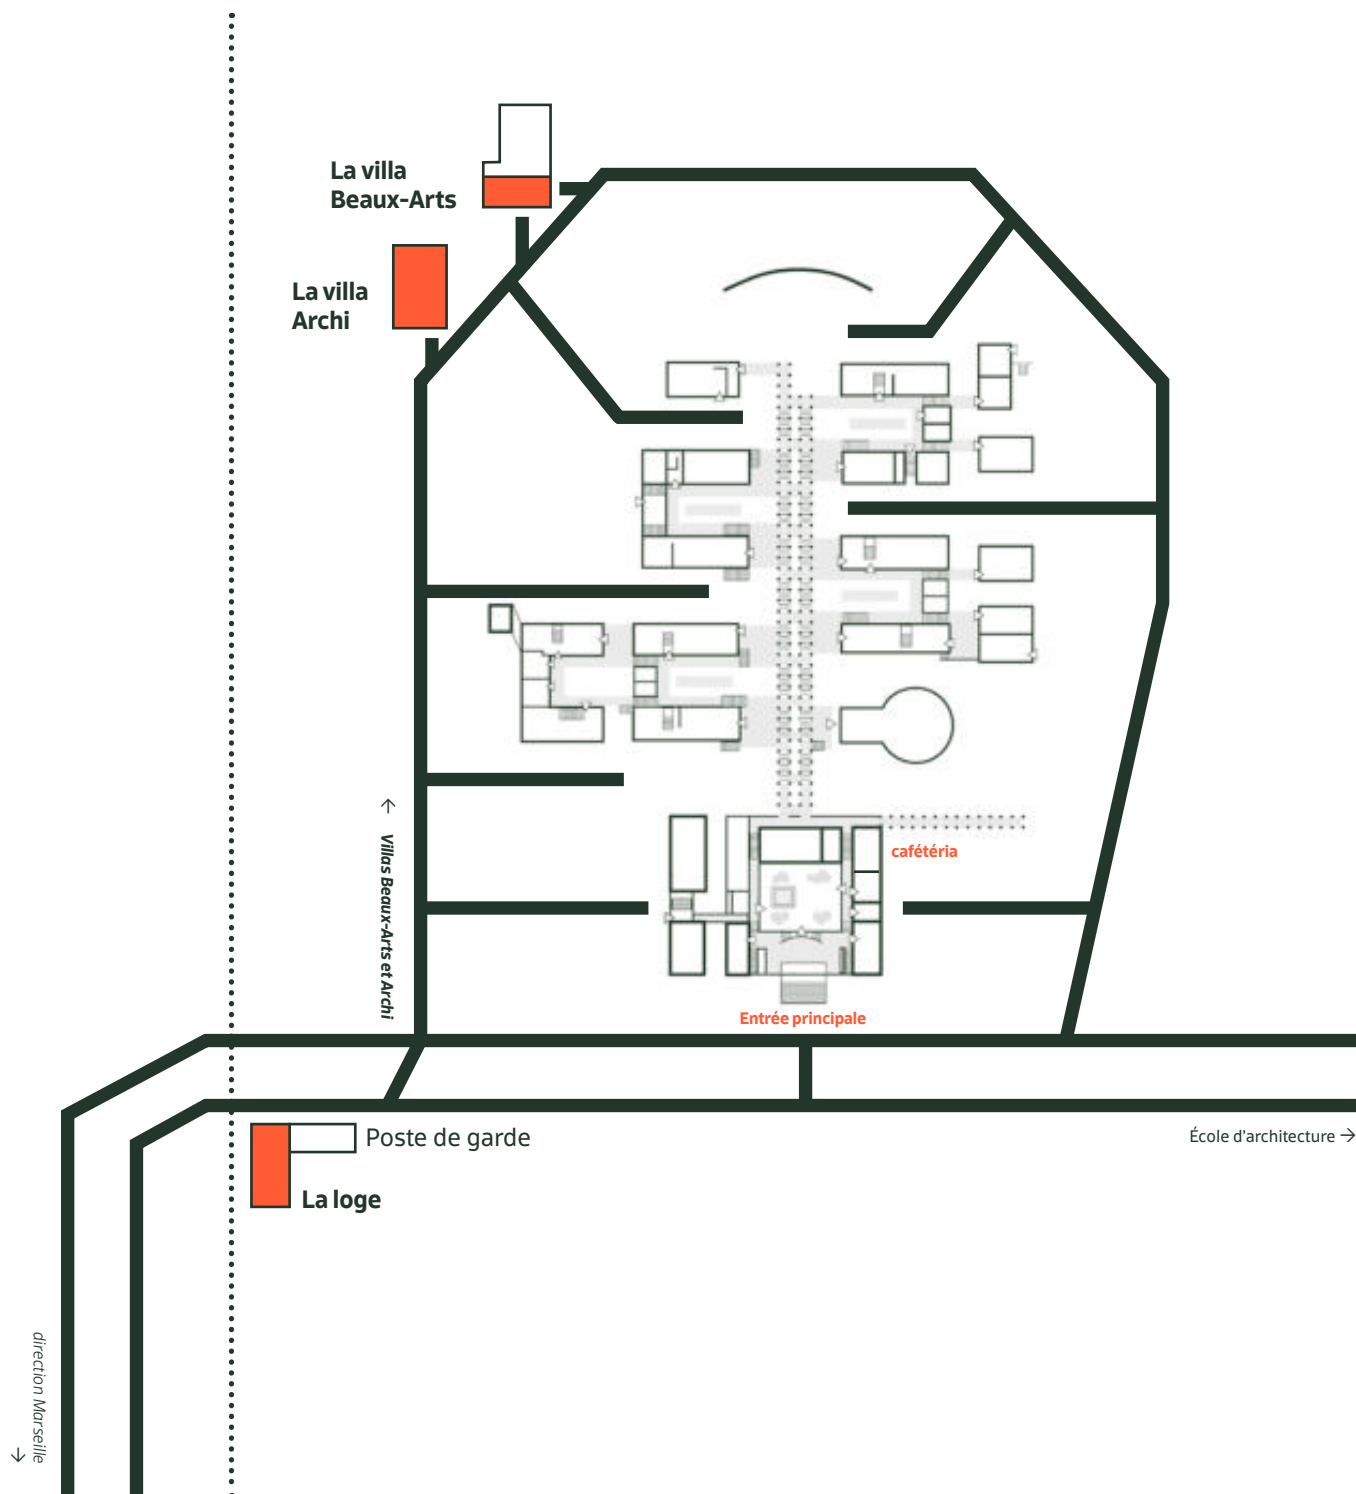 La villa
Beaux-Arts
La villa
Archi
cafétéria
← Villas Beaux-Arts et Archi
Entrée principale
Poste de garde
École d'architecture →
La loge
direction Marseille →